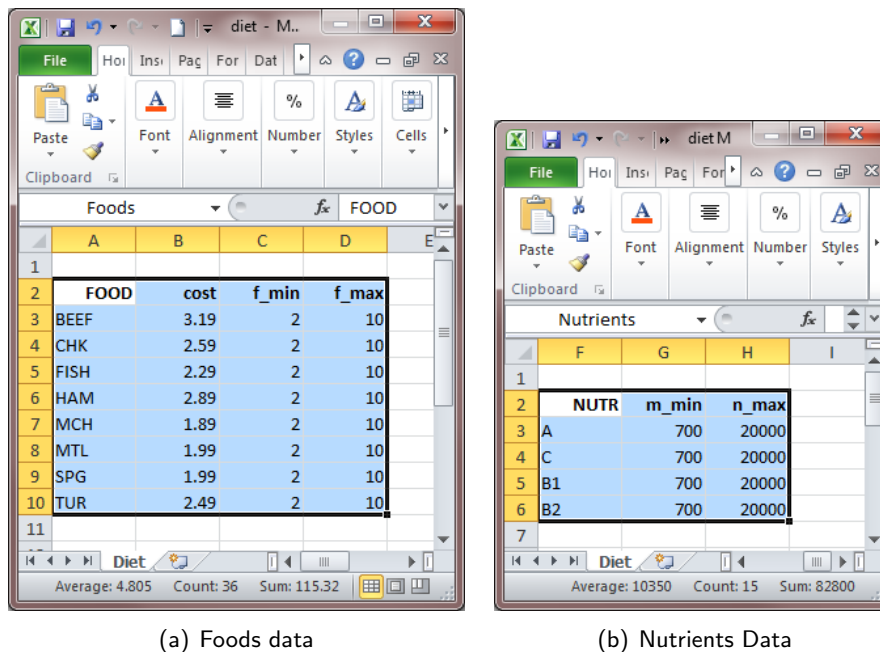 diet - M..
File Hoı Insı Paç For Dat
Paste Font Alignment Number Styles Cells
%
Clipboard
Foods fx FOOD
A B C D E
1
2 FOOD cost f_min f_max
3 BEEF 3.19 2 10
4 CHK 2.59 2 10
5 FISH 2.29 2 10
6 HAM 2.89 2 10
7 MCH 1.89 2 10
8 MTL 1.99 2 10
9 SPG 1.99 2 10
10 TUR 2.49 2 10
11
Diet
Average: 4.805 Count: 36 Sum: 115.32
(a) Foods data
diet M
File Hoı Insı Paç For
Paste Font Alignment Number Styles
%
Clipboard
Nutrients fx
F G H I
1
2 NUTR m_min n_max
3 A 700 20000
4 C 700 20000
5 B1 700 20000
6 B2 700 20000
7
Diet
Average: 10350 Count: 15 Sum: 82800
(b) Nutrients Data